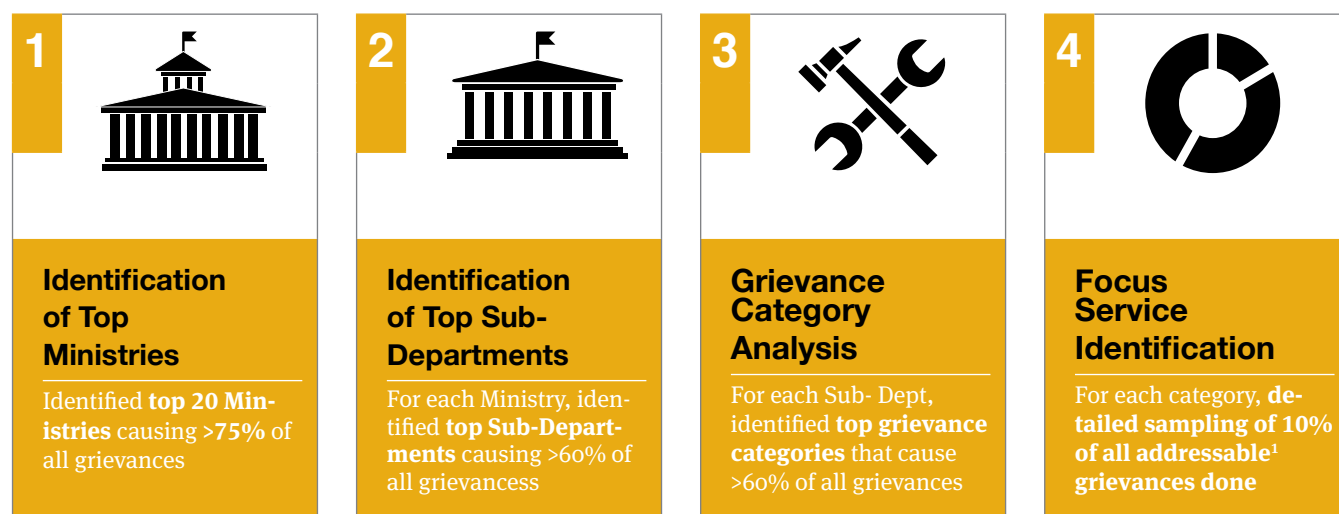 1
Identification
of Top
Ministries
Identified top 20 Min-
istries causing >75% of
all grievances
2
Identification
of Top Sub-
Departments
For each Ministry, iden-
tified top Sub-Depart-
ments causing >60% of
all grievancess
3
Grievance
Category
Analysis
For each Sub- Dept,
identified top grievance
categories that cause
>60% of all grievances
4
Focus
Service
Identification
For each category, de-
tailed sampling of 10%
of all addressable¹
grievances done